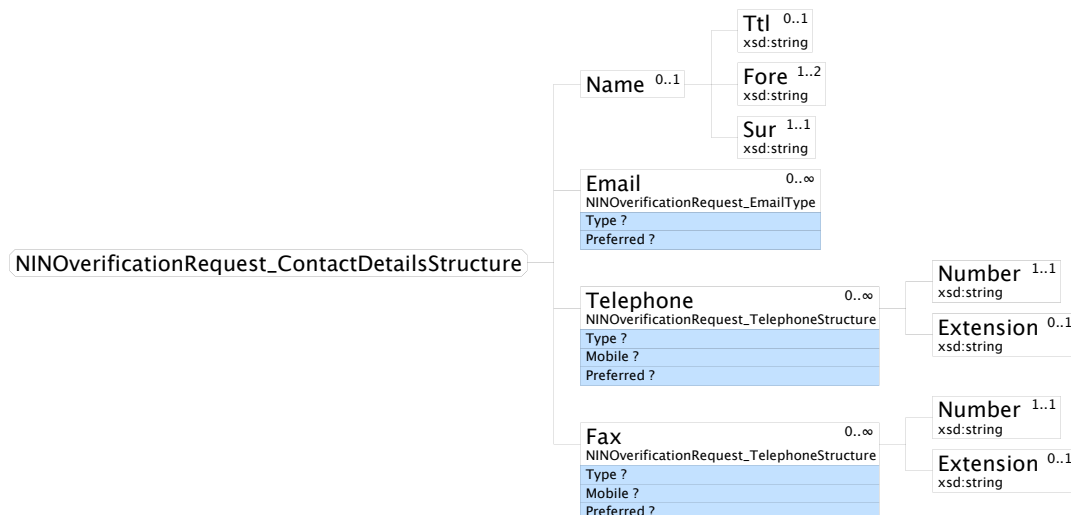 Ttl 0..1
xsd:string
Name 0..1
Fore 1..2
xsd:string
Sur 1..1
xsd:string
Email 0..∞
NINOverificationRequest_EmailType
Type ?
Preferred ?
NINOverificationRequest_ContactDetailsStructure
Telephone 0..∞
NINOverificationRequest_TelephoneStructure
Type ?
Mobile ?
Preferred ?
Number 1..1
xsd:string
Extension 0..1
xsd:string
Fax 0..∞
NINOverificationRequest_TelephoneStructure
Type ?
Mobile ?
Preferred ?
Number 1..1
xsd:string
Extension 0..1
xsd:string